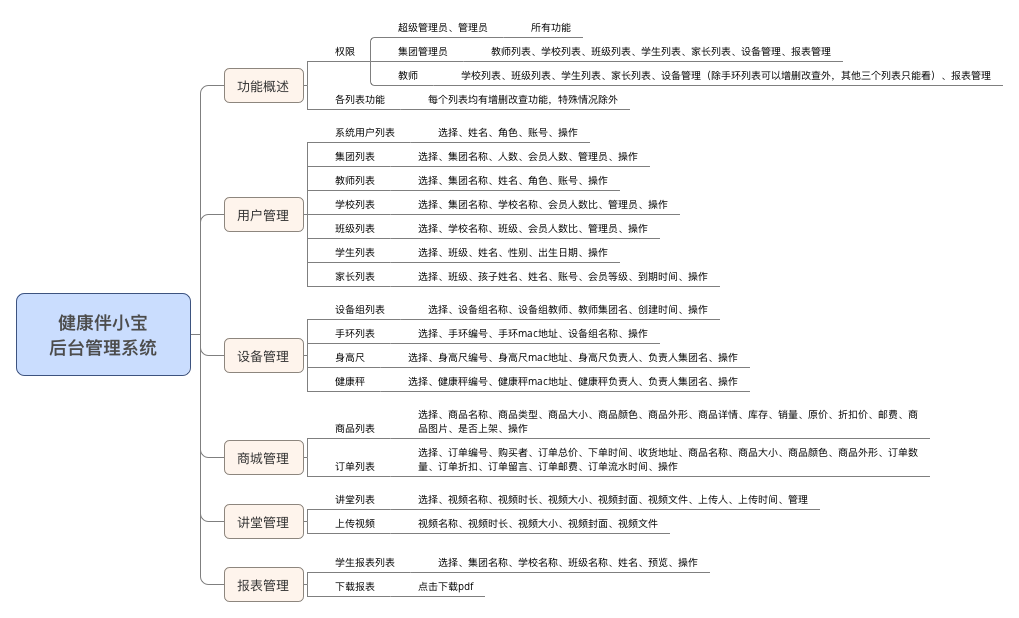 健康伴小宝
后台管理系统
功能概述
权限
超级管理员、管理员 所有功能
集团管理员 教师列表、学校列表、班级列表、学生列表、家长列表、设备管理、报表管理
教师 学校列表、班级列表、学生列表、家长列表、设备管理（除手环列表可以增删改查外，其他三个列表只能看）、报表管理
各列表功能 每个列表均有增删改查功能，特殊情况除外
用户管理
系统用户列表 选择、姓名、角色、账号、操作
集团列表 选择、集团名称、人数、会员人数、管理员、操作
教师列表 选择、集团名称、姓名、角色、账号、操作
学校列表 选择、集团名称、学校名称、会员人数比、管理员、操作
班级列表 选择、学校名称、班级、会员人数比、管理员、操作
学生列表 选择、班级、姓名、性别、出生日期、操作
家长列表 选择、班级、孩子姓名、姓名、账号、会员等级、到期时间、操作
设备管理
设备组列表 选择、设备组名称、设备组教师、教师集团名、创建时间、操作
手环列表 选择、手环编号、手环mac地址、设备组名称、操作
身高尺 选择、身高尺编号、身高尺mac地址、身高尺负责人、负责人集团名、操作
健康秤 选择、健康秤编号、健康秤mac地址、健康秤负责人、负责人集团名、操作
商城管理
商品列表
选择、商品名称、商品类型、商品大小、商品颜色、商品外形、商品详情、库存、销量、原价、折扣价、邮费、商
品图片、是否上架、操作
订单列表
选择、订单编号、购买者、订单总价、下单时间、收货地址、商品名称、商品大小、商品颜色、商品外形、订单数
量、订单折扣、订单留言、订单邮费、订单流水时间、操作
讲堂管理
讲堂列表 选择、视频名称、视频时长、视频大小、视频封面、视频文件、上传人、上传时间、管理
上传视频 视频名称、视频时长、视频大小、视频封面、视频文件
报表管理
学生报表列表 选择、集团名称、学校名称、班级名称、姓名、预览、操作
下载报表 点击下载pdf